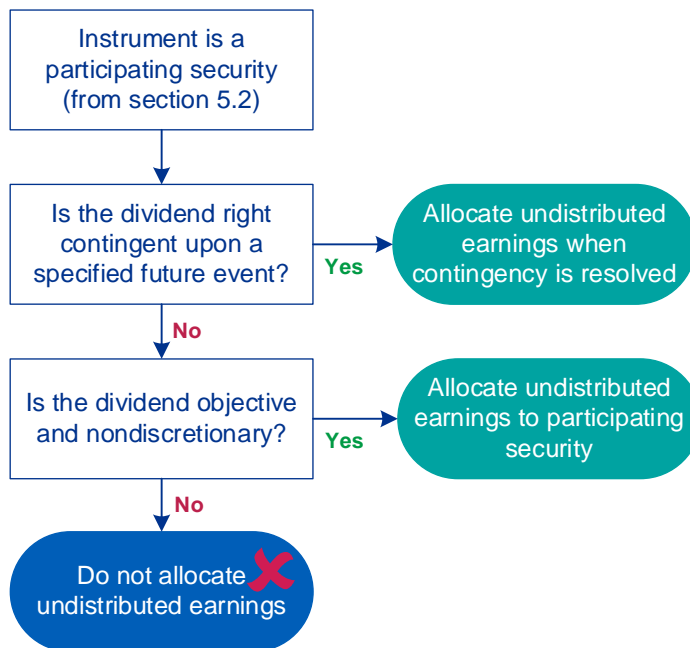 Instrument is a
participating security
(from section 5.2)
Is the dividend right
contingent upon a
specified future event?
Yes
Allocate undistributed
earnings when
contingency is resolved
No
Is the dividend objective
and nondiscretionary?
Yes
Allocate undistributed
earnings to participating
security
No
Do not allocate
undistributed earnings